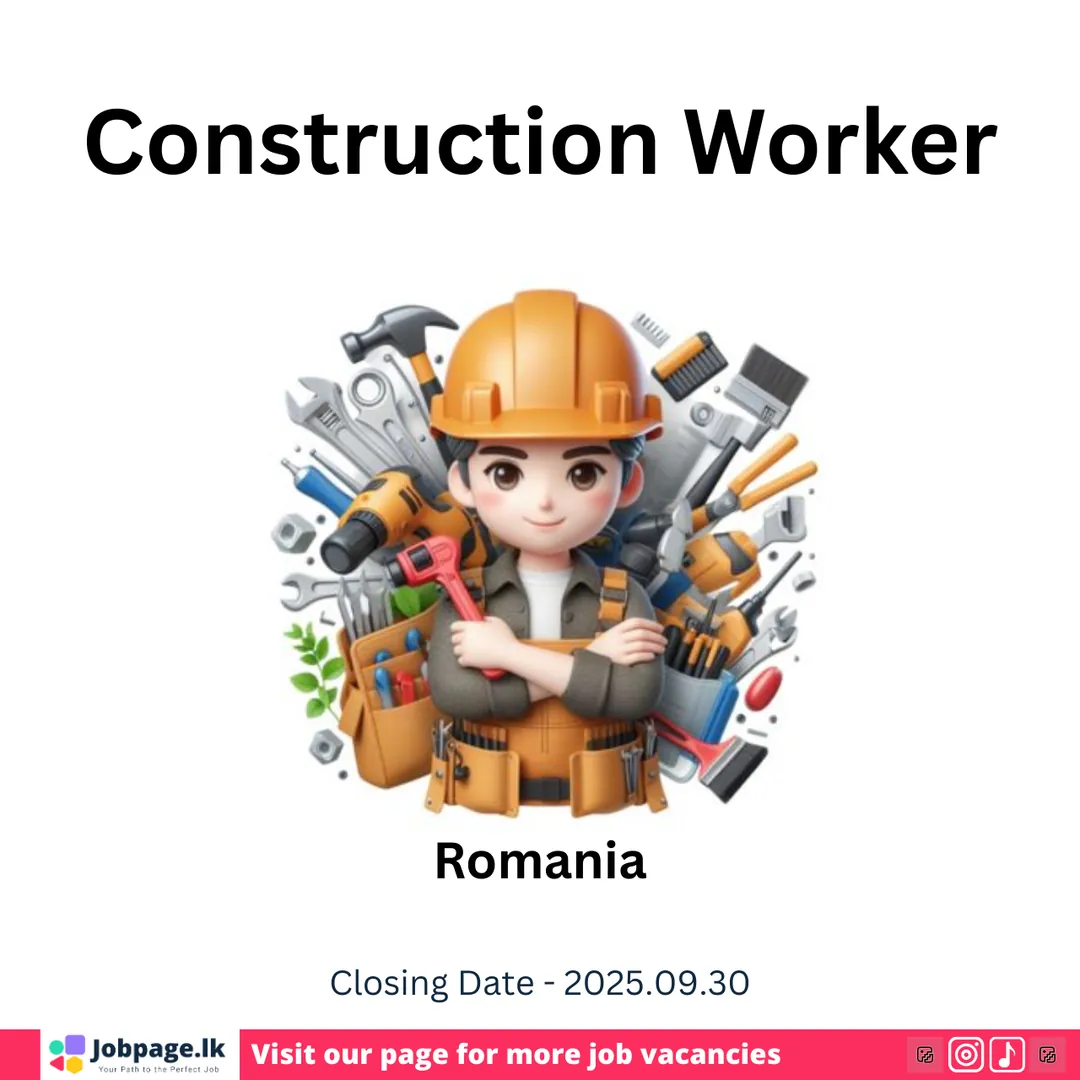 Construction Worker
Romania
Closing Date - 2025.09.30
Jobpage.lk
Your Path to the Perfect Job
Visit our page for more job vacancies